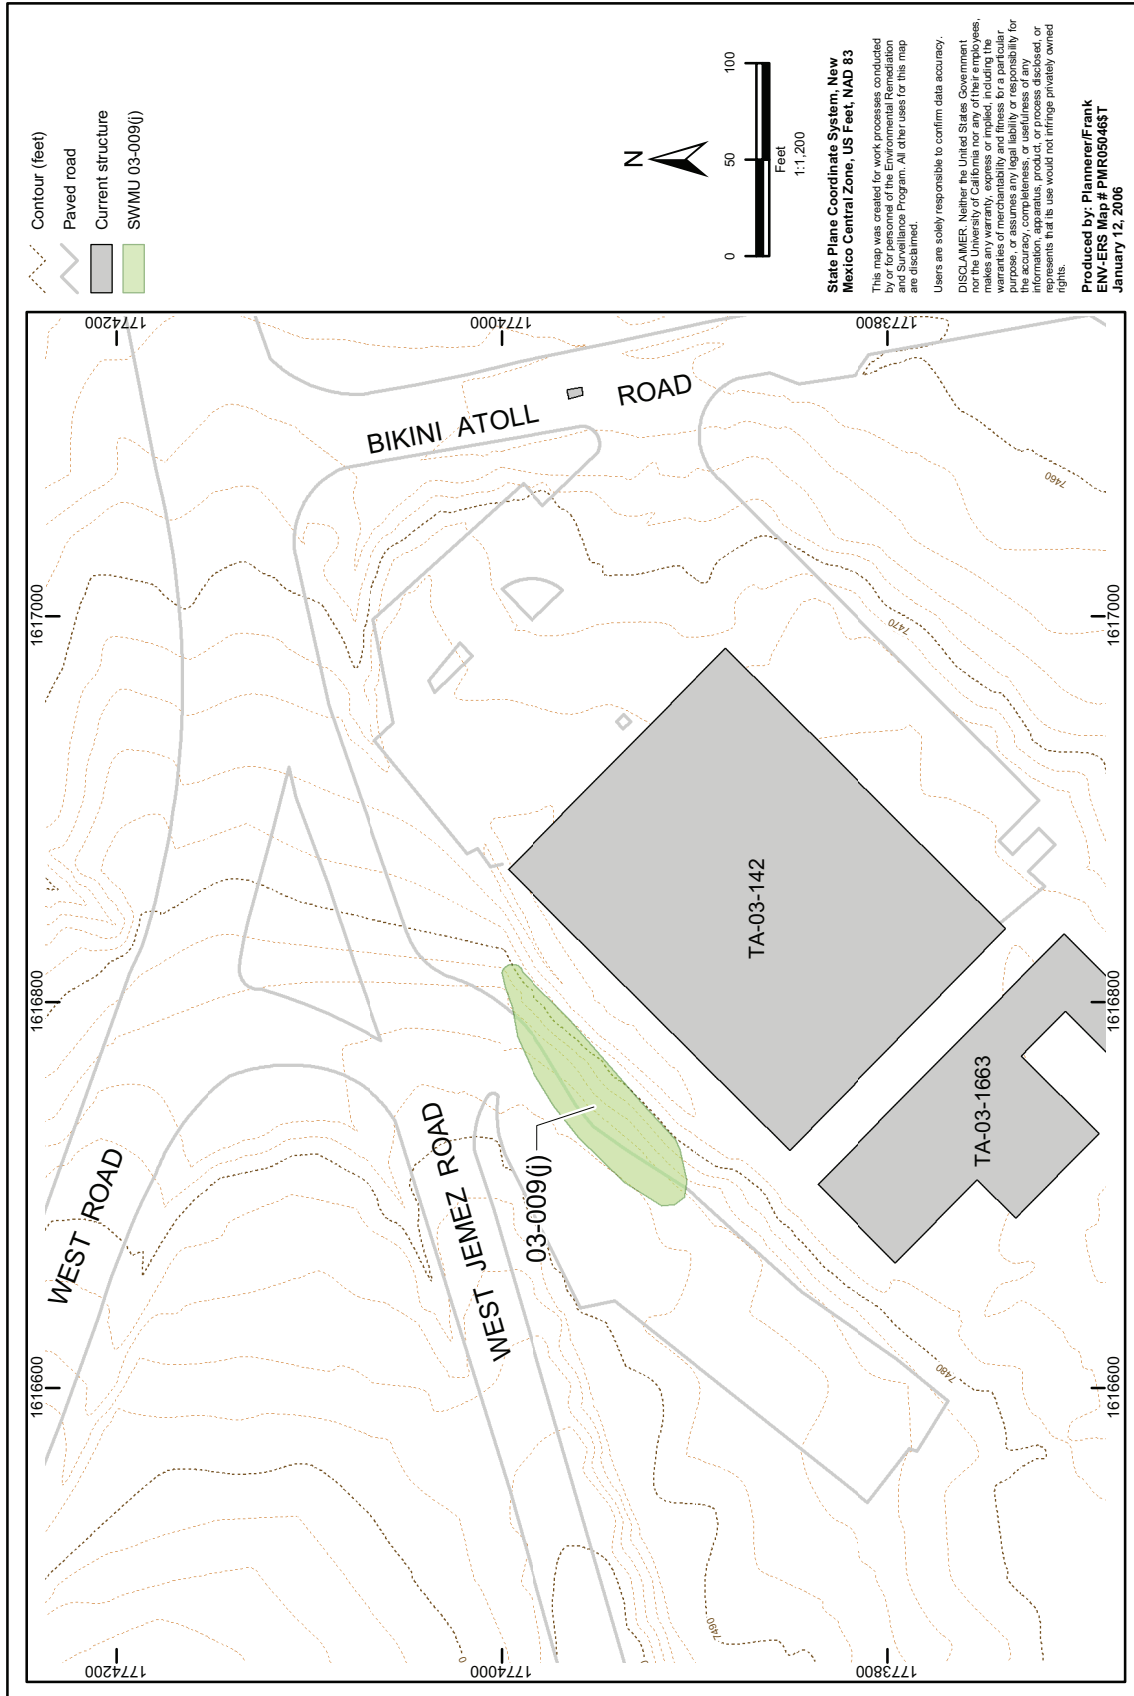 Contour (feet)
Paved road
Current structure
SWMU 03-009(j)
1616600
1616800
1617000
1774200
1774200
1774000
1774000
1773800
1773800
1616600
1616800
1617000
WEST ROAD
WEST JEMEZ ROAD
BIKINI ATOLL
ROAD
03-009(j)
TA-03-142
TA-03-1663
7490
7480
7470
7460
0
N
0
50
100
Feet
1:1,200
State Plane Coordinate System, New
Mexico Central Zone, US Feet, NAD 83
This map was created for work processes conducted
by or for personnel of the Environmental Remediation
and Surveillance Program. All other uses for this map
are disclaimed.
Users are solely responsible to confirm data accuracy.
DISCLAIMER: Neither the United States Government
nor the University of California nor any of their employees,
makes any warranty, express or implied, including the
warranties of merchantability and fitness for a particular
purpose, or assumes any legal liability or responsibility for
the accuracy, completeness, or usefulness of any
information, apparatus, product, or process disclosed, or
represents that its use would not infringe privately owned
rights.
Produced by: Plannerer/Frank
ENV-ERS Map # PMR05046$T
January 12, 2006